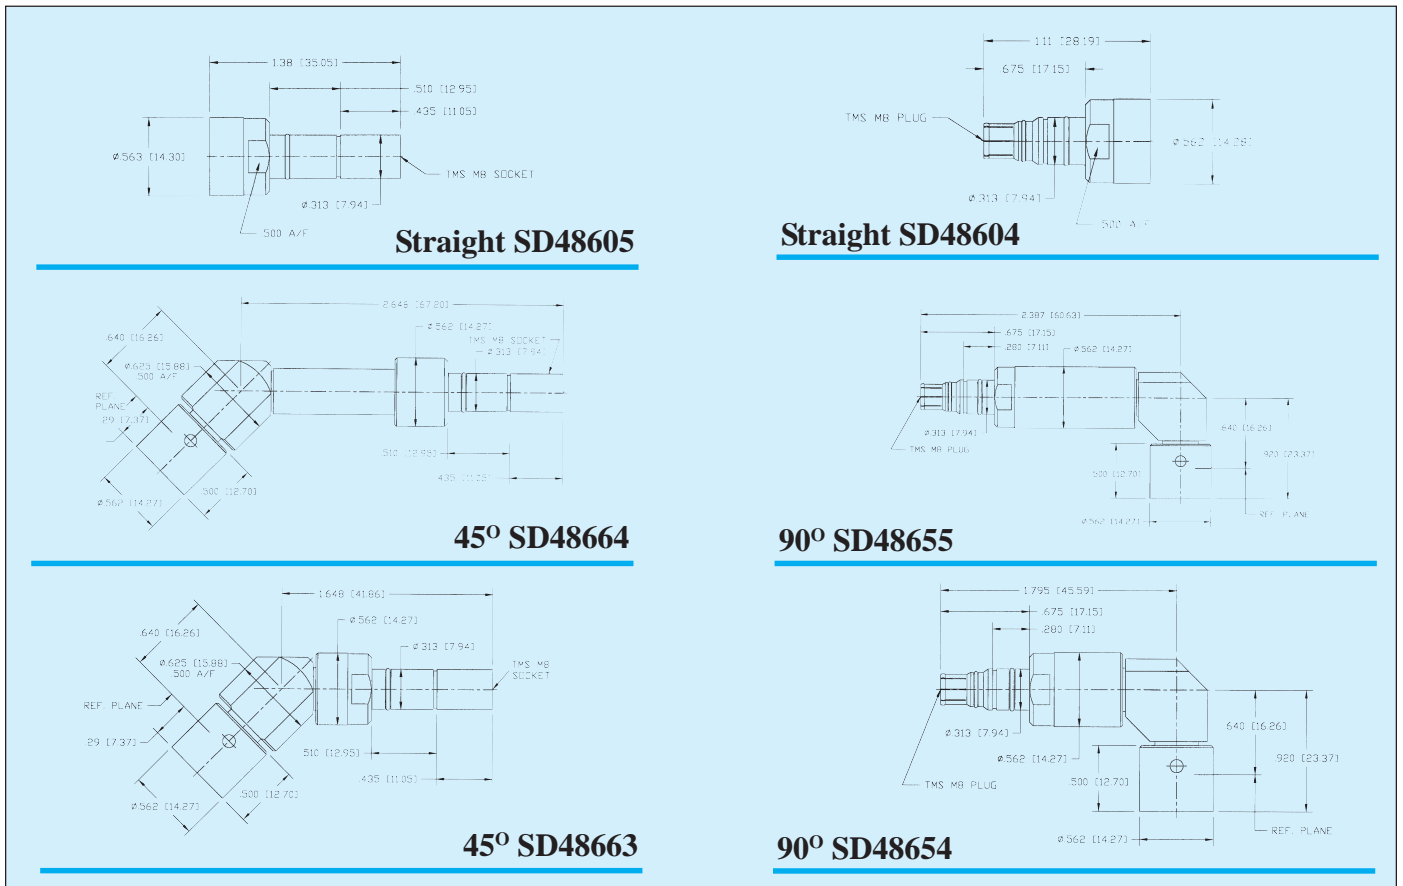 1.38 [35.05]
.510 [12.95]
.435 [11.05]
Ø.563 [14.30]
TMS M8 SOCKET
Ø.313 [7.94]
.500 A/F
Straight SD48605
1.11 [28.19]
.675 [17.15]
TMS M8 PLUG
Ø.562 [14.28]
Ø.313 [7.94]
.500 A F
Straight SD48604
2.646 [67.20]
.640 [16.26]
Ø.562 [14.27]
TMS M8 SOCKET
Ø.313 [7.94]
Ø.625 [15.88]
500 A/F
REF.
PLANE
.29 [7.37]
.510 [12.95]
.435 [11.05]
.500 [12.70]
Ø.562 [14.27]
45O SD48664
2.387 [60.63]
.675 [17.15]
.280 [7.11]
Ø.562 [14.27]
Ø.313 [7.94]
TMS M8 PLUG
.640 [16.26]
.920 [23.37]
.500 [12.70]
REF. PLANE
Ø.562 [14.27]
90O SD48655
1.648 [41.86]
Ø.562 [14.27]
.640 [16.26]
Ø.313 [7.94]
Ø.625 [15.88]
500 A/F
TMS M8
SOCKET
REF. PLANE
.29 [7.37]
.510 [12.95]
.435 [11.05]
.500 [12.70]
Ø.562 [14.27]
45O SD48663
1.795 [45.59]
.675 [17.15]
.280 [7.11]
Ø.313 [7.94]
Ø.562 [14.27]
TMS M8 PLUG
.640 [16.26]
.920 [23.37]
.500 [12.70]
REF. PLANE
Ø.562 [14.27]
90O SD48654